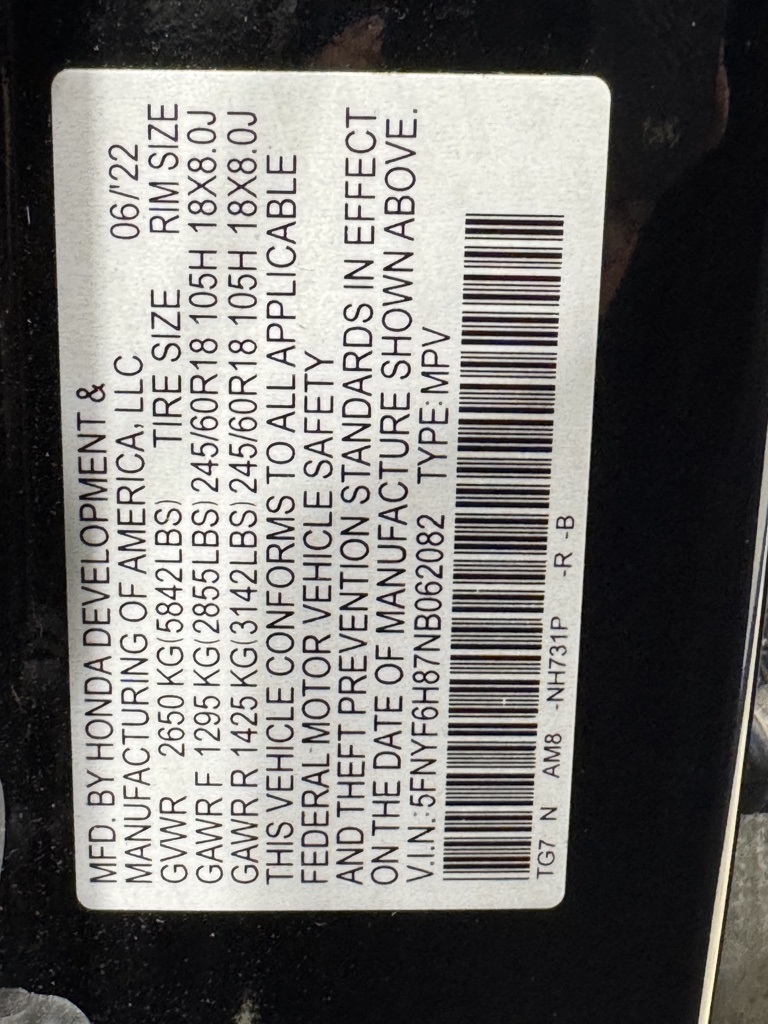 MFD. BY HONDA DEVELOPMENT &
MANUFACTURING OF AMERICA, LLC 06/'22
GVWR 2650 KG(5842LBS) TIRE SIZE RIM SIZE
GAWR F 1295 KG(2855LBS) 245/60R18 105H 18X8.0J
GAWR R 1425 KG(3142LBS) 245/60R18 105H 18X8.0J
THIS VEHICLE CONFORMS TO ALL APPLICABLE
FEDERAL MOTOR VEHICLE SAFETY
AND THEFT PREVENTION STANDARDS IN EFFECT
ON THE DATE OF MANUFACTURE SHOWN ABOVE.
V.I.N.:5FNYF6H87NB062082 TYPE: MPV
TG7 N AM8 -NH731P -R -B